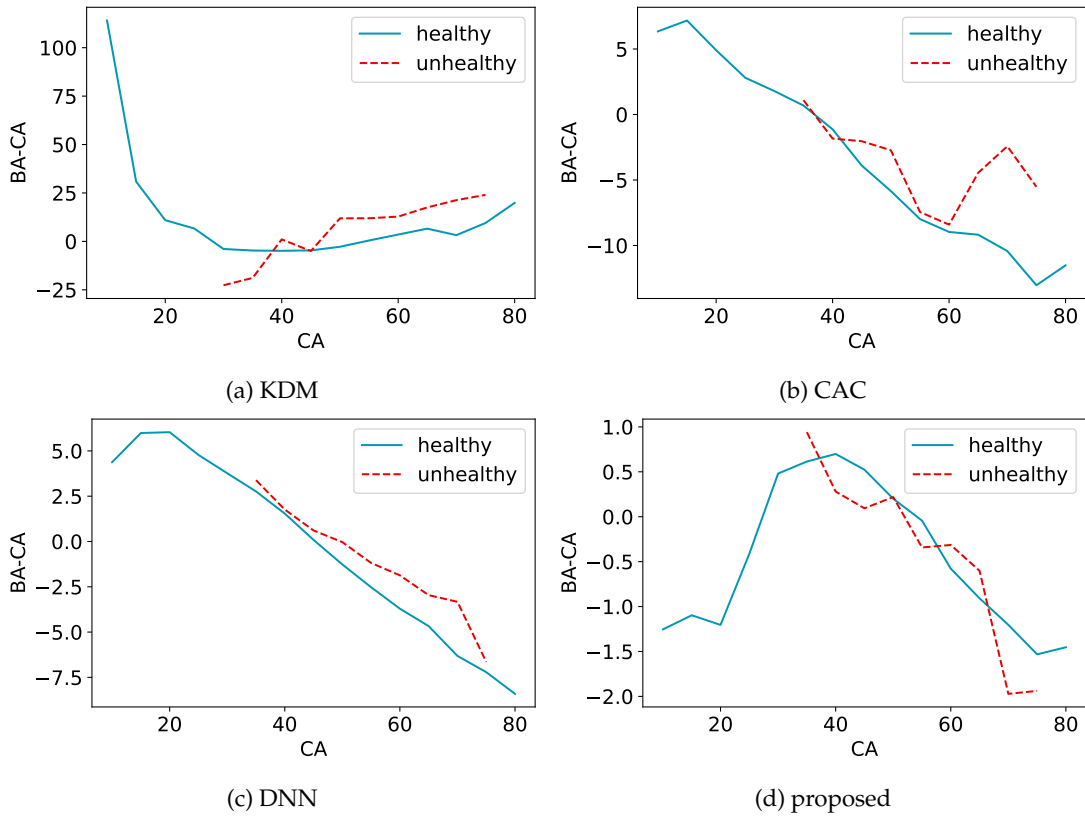 healthy
unhealthy
BA-CA
100
75
50
25
0
−25
20
40
60
80
CA
(a) KDM
healthy
unhealthy
BA-CA
5
0
−5
−10
20
40
60
80
CA
(b) CAC
healthy
unhealthy
BA-CA
5.0
2.5
0.0
−2.5
−5.0
−7.5
20
40
60
80
CA
(c) DNN
healthy
unhealthy
BA-CA
1.0
0.5
0.0
−0.5
−1.0
−1.5
−2.0
20
40
60
80
CA
(d) proposed